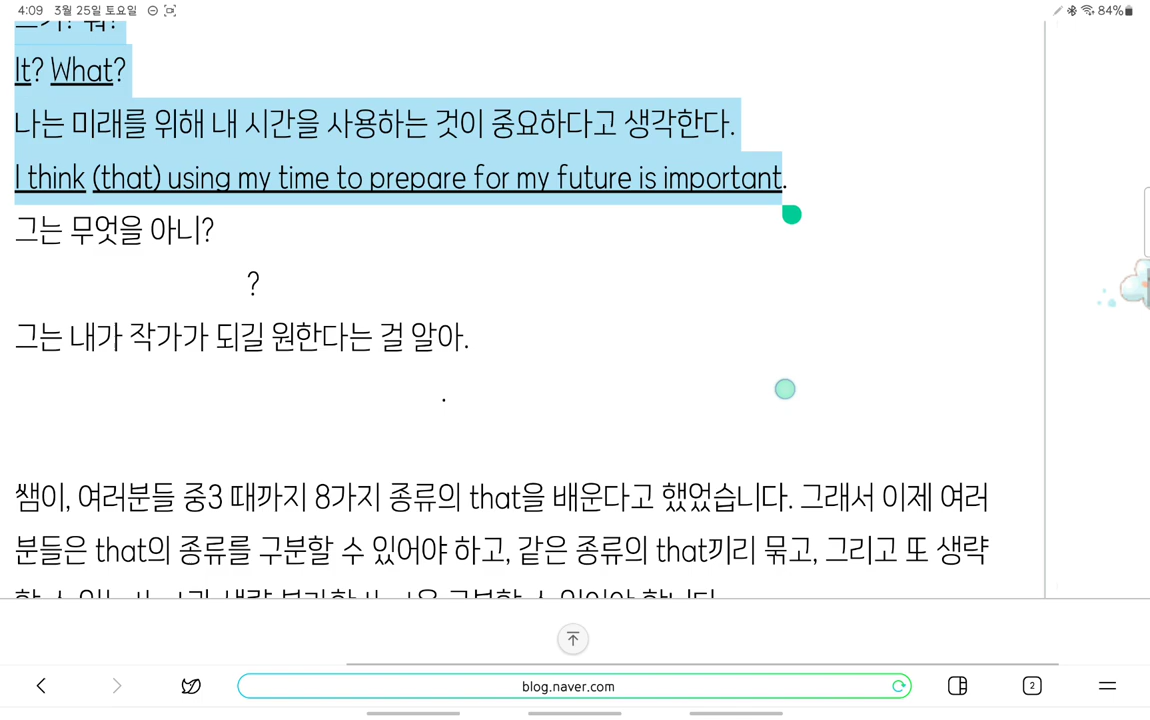 4:09 3월 25일 토요일 84%
It? What?
나는 미래를 위해 내 시간을 사용하는 것이 중요하다고 생각한다.
I think (that) using my time to prepare for my future is important.
그는 무엇을 아니?
?
그는 내가 작가가 되길 원한다는 걸 알아.
.
쌤이, 여러분들 중3 때까지 8가지 종류의 that을 배운다고 했었습니다. 그래서 이제 여러
분들은 that의 종류를 구분할 수 있어야 하고, 같은 종류의 that끼리 묶고, 그리고 또 생략
blog.naver.com
2